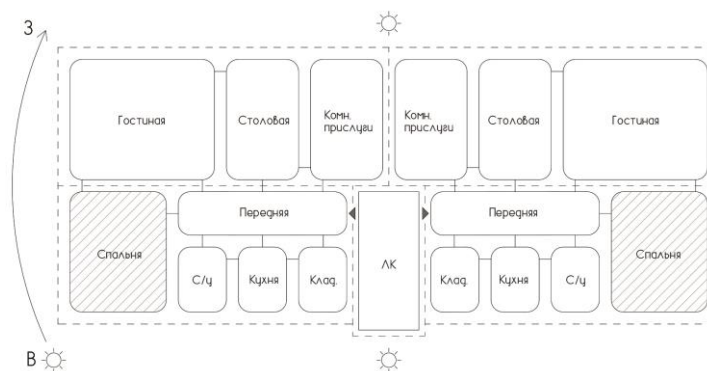 З
Гостиная
Столовая
Комн.
прислуги
Комн.
прислуги
Столовая
Гостиная
Передняя
Передняя
Спальня
С/у
Кухня
Клад.
ЛК
Клад.
Кухня
С/у
Спальня
В